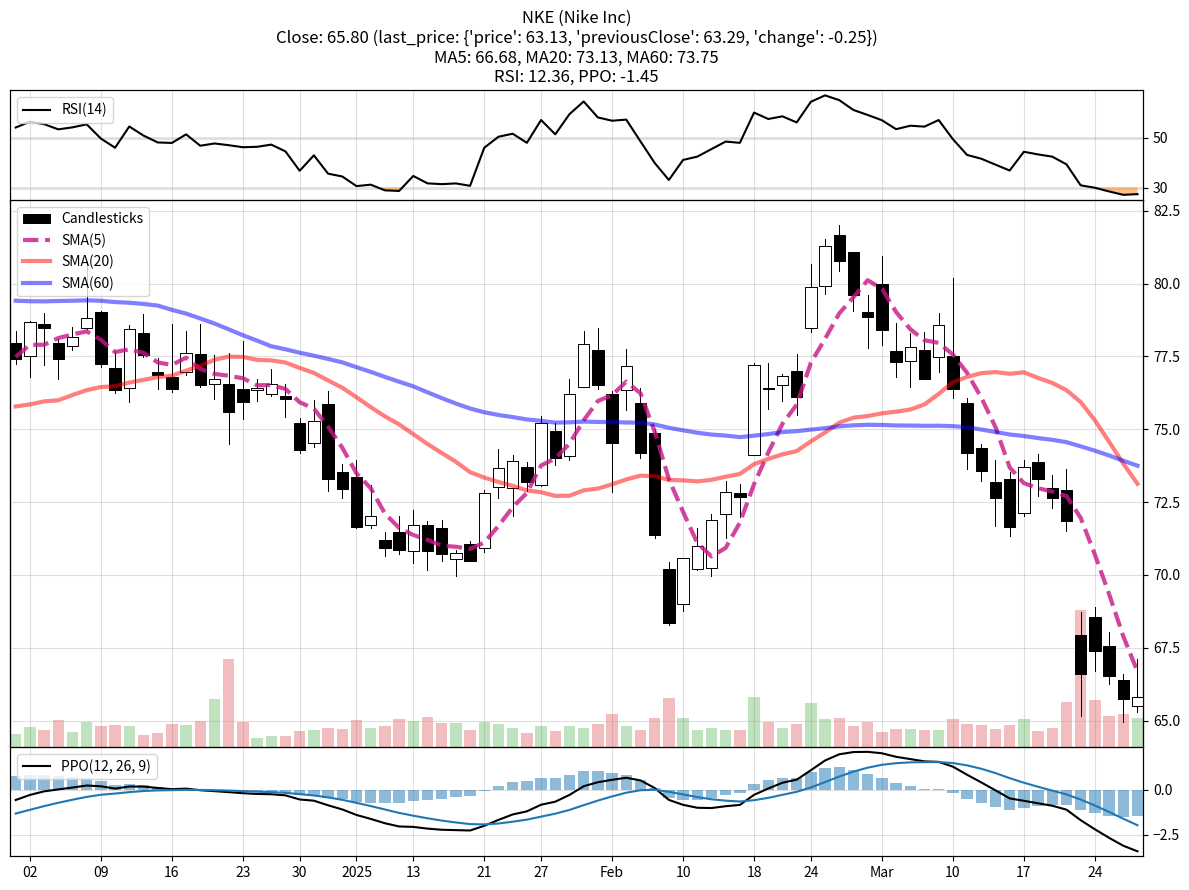 NKE (Nike Inc)
Close: 65.80 (last_price: {'price': 63.13, 'previousClose': 63.29, 'change': -0.25})
MA5: 66.68, MA20: 73.13, MA60: 73.75
RSI: 12.36, PPO: -1.45
RSI(14)
50
30
Candlesticks
SMA(5)
SMA(20)
SMA(60)
82.5
80.0
77.5
75.0
72.5
70.0
67.5
65.0
PPO(12, 26, 9)
0.0
−2.5
02 09 16 23 30 2025 13 21 27 Feb 10 18 24 Mar 10 17 24